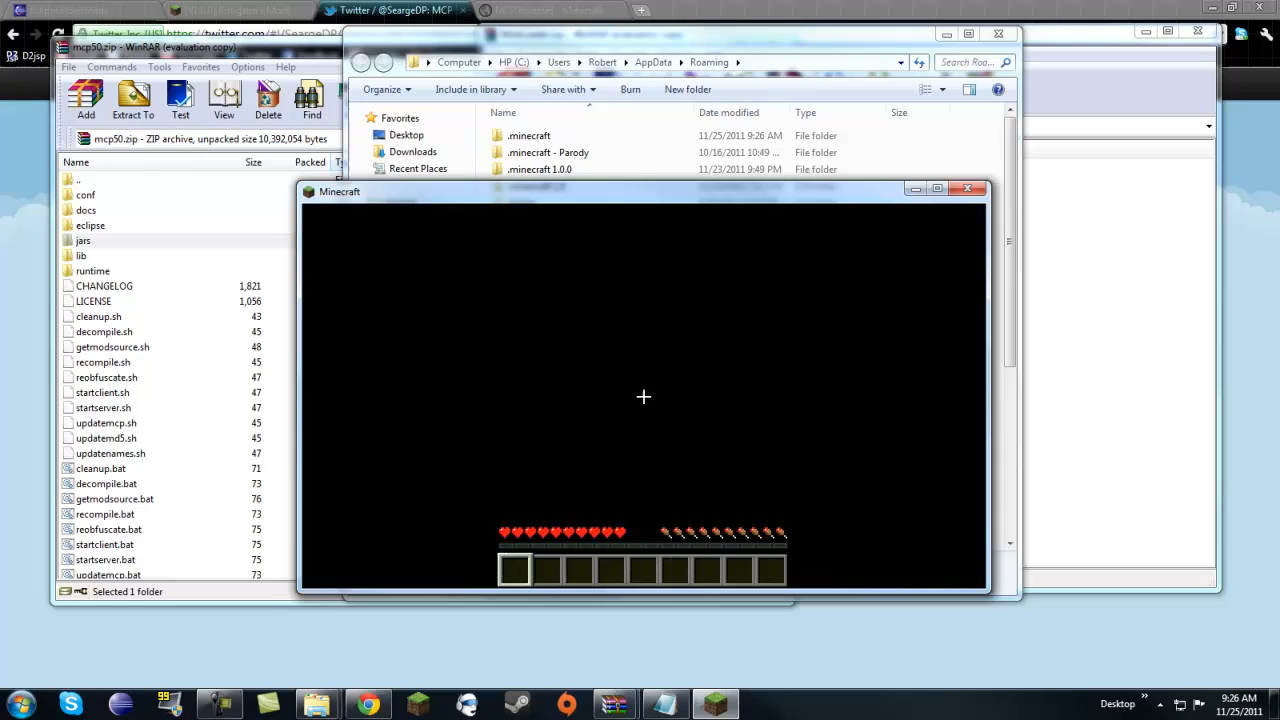 Twitter / @SeargeDP: MCP
Twitter, Inc. [US]
https://twitter.com/#!/SeargeDP/
D2jsp
mcp50.zip - WinRAR (evaluation copy)
File Commands Tools Favorites Options Help
Add Extract To Test View Delete Find
mcp50.zip - ZIP archive, unpacked size 10,392,054 bytes
Name Size Packed
..
conf
docs
eclipse
jars
lib
runtime
CHANGELOG 1,821
LICENSE 1,056
cleanup.sh 43
decompile.sh 45
getmodsource.sh 48
recompile.sh 45
reobfuscate.sh 47
startclient.sh 47
startserver.sh 47
updatemcp.sh 45
updatemd5.sh 45
updatenames.sh 47
cleanup.bat 71
decompile.bat 73
getmodsource.bat 76
recompile.bat 73
reobfuscate.bat 75
startclient.bat 75
startserver.bat 75
updatemcp.bat 73
Selected 1 folder
Computer HP (C:) Users Robert AppData Roaming
Search Roa...
Organize Include in library Share with Burn New folder
Favorites
Desktop
Downloads
Recent Places
Name Date modified Type Size
.minecraft 11/25/2011 9:26 AM File folder
.minecraft - Parody 10/16/2011 10:49 ... File folder
.minecraft 1.0.0 11/23/2011 9:49 PM File folder
Minecraft
99
Desktop
9:26 AM
11/25/2011